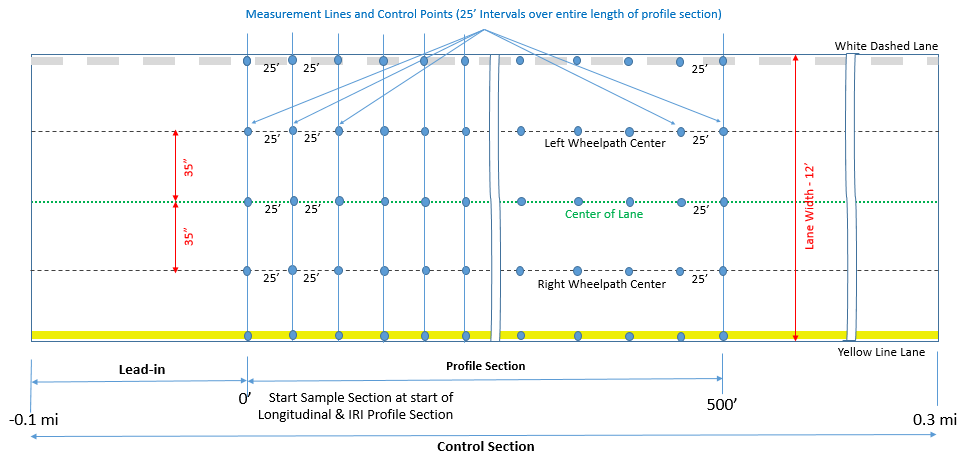 Measurement Lines and Control Points (25’ Intervals over entire length of profile section)
White Dashed Lane
25’ 25’ 25’
25’ 25’ Left Wheelpath Center 25’
35”
Lane Width - 12’
25’ 25’ Center of Lane 25’
35”
25’ 25’ Right Wheelpath Center 25’
Yellow Line Lane
Lead-in
Profile Section
0’
Start Sample Section at start of
Longitudinal & IRI Profile Section
500’
-0.1 mi
0.3 mi
Control Section